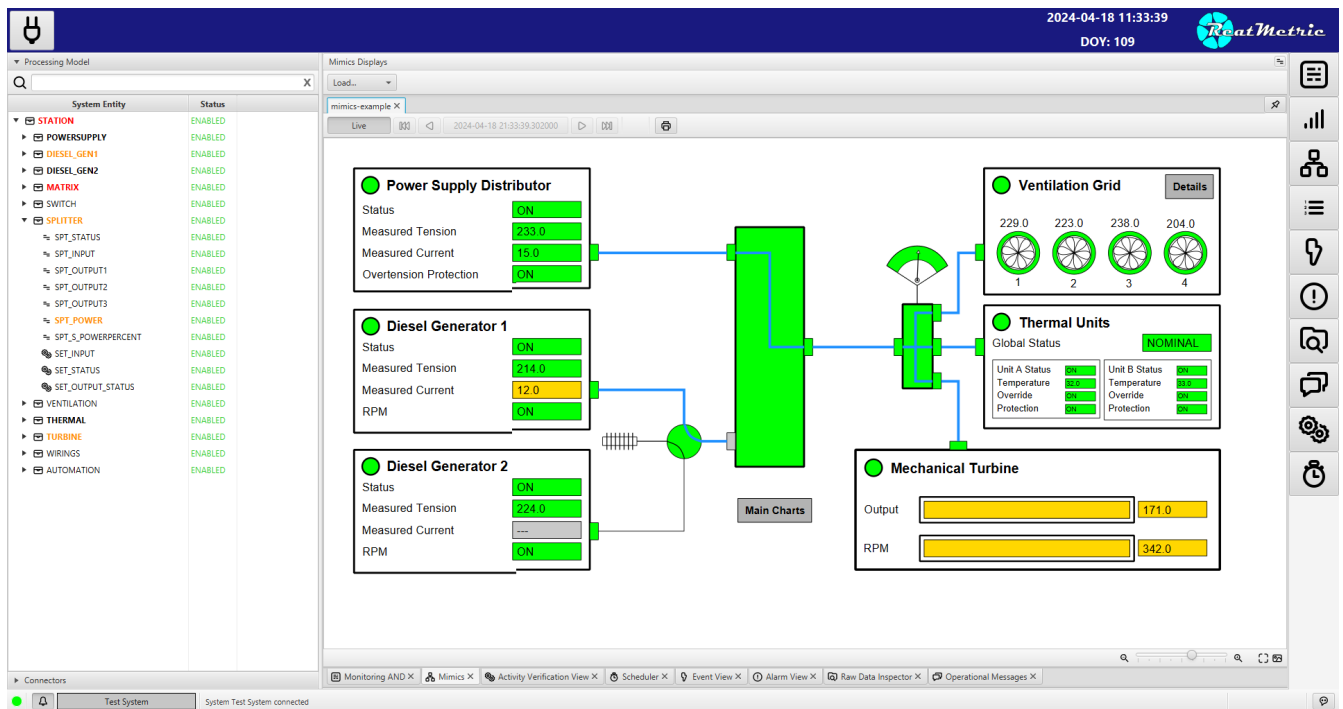 2024-04-18 11:33:39
DOY: 109
ReatMetric
Processing Model
X
System Entity Status
STATION ENABLED
POWERSUPPLY ENABLED
DIESEL_GEN1 ENABLED
DIESEL_GEN2 ENABLED
MATRIX ENABLED
SWITCH ENABLED
SPLITTER ENABLED
SPT_STATUS ENABLED
SPT_INPUT ENABLED
SPT_OUTPUT1 ENABLED
SPT_OUTPUT2 ENABLED
SPT_OUTPUT3 ENABLED
SPT_POWER ENABLED
SPT_S_POWERPERCENT ENABLED
SET_INPUT ENABLED
SET_STATUS ENABLED
SET_OUTPUT_STATUS ENABLED
VENTILATION ENABLED
THERMAL ENABLED
TURBINE ENABLED
WIRINGS ENABLED
AUTOMATION ENABLED
Connectors
Mimics Displays
Load...
mimics-example X
Live 2024-04-18 21:33:39.302000
Power Supply Distributor
Status ON
Measured Tension 233.0
Measured Current 15.0
Overtension Protection ON
Diesel Generator 1
Status ON
Measured Tension 214.0
Measured Current 12.0
RPM ON
Diesel Generator 2
Status ON
Measured Tension 224.0
Measured Current ---
RPM ON
Main Charts
Ventilation Grid Details
229.0 223.0 238.0 204.0
1 2 3 4
Thermal Units
Global Status NOMINAL
Unit A Status ON Unit B Status ON
Temperature 32.0 Temperature 33.0
Override ON Override ON
Protection ON Protection ON
Mechanical Turbine
Output 171.0
RPM 342.0
Monitoring AND X Mimics X Activity Verification View X Scheduler X Event View X Alarm View X Raw Data Inspector X Operational Messages X
Test System System Test System connected